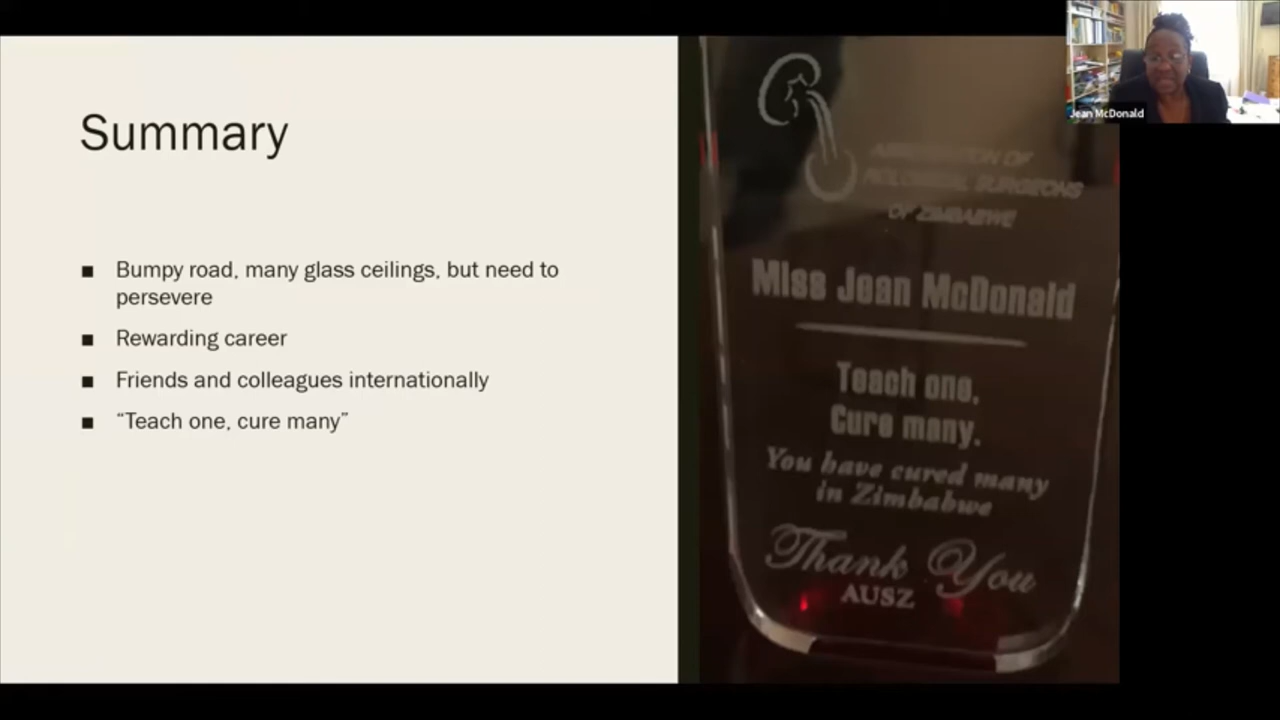 Summary
■ Bumpy road, many glass ceilings, but need to
persevere
■ Rewarding career
■ Friends and colleagues internationally
■ “Teach one, cure many”
Jean McDonald
ASSOCIATION OF
UROLOGICAL SURGEONS
OF ZIMBABWE
Miss Jean McDonald
Teach one.
Cure many.
You have cured many
in Zimbabwe
Thank You
AUSZ